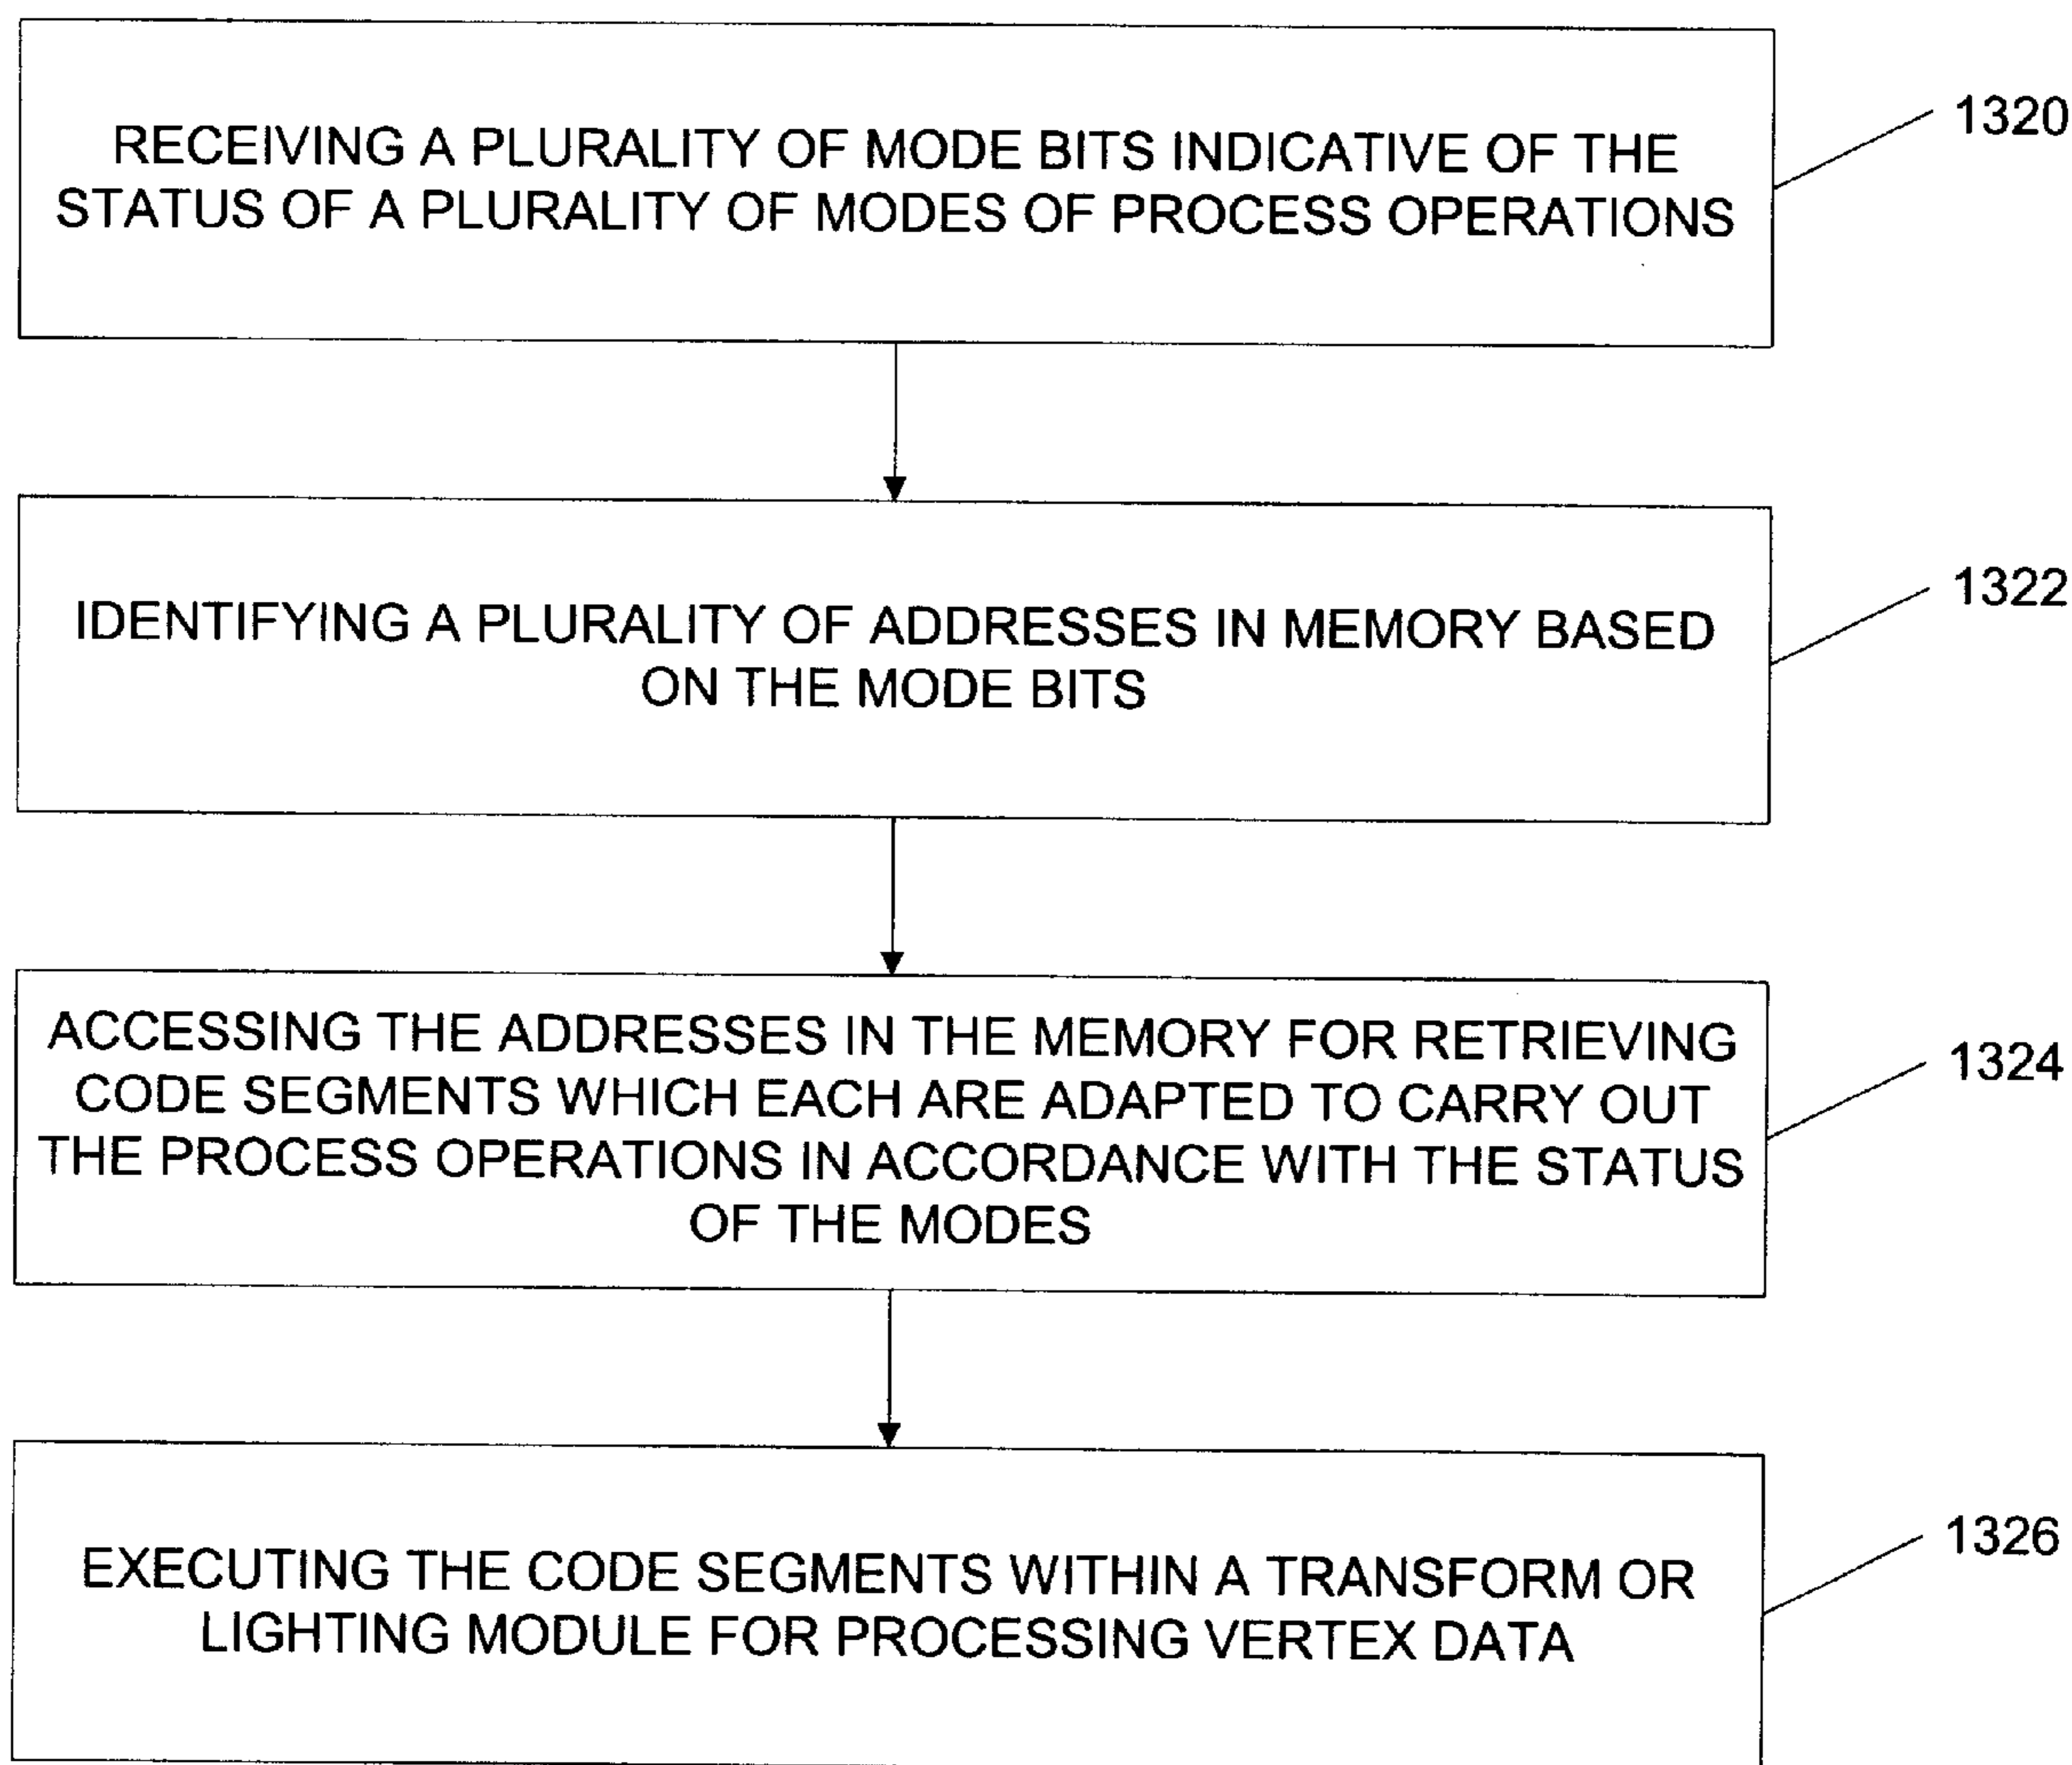 RECEIVING A PLURALITY OF MODE BITS INDICATIVE OF THE
STATUS OF A PLURALITY OF MODES OF PROCESS OPERATIONS
1320
IDENTIFYING A PLURALITY OF ADDRESSES IN MEMORY BASED
ON THE MODE BITS
1322
ACCESSING THE ADDRESSES IN THE MEMORY FOR RETRIEVING
CODE SEGMENTS WHICH EACH ARE ADAPTED TO CARRY OUT
THE PROCESS OPERATIONS IN ACCORDANCE WITH THE STATUS
OF THE MODES
1324
EXECUTING THE CODE SEGMENTS WITHIN A TRANSFORM OR
LIGHTING MODULE FOR PROCESSING VERTEX DATA
1326